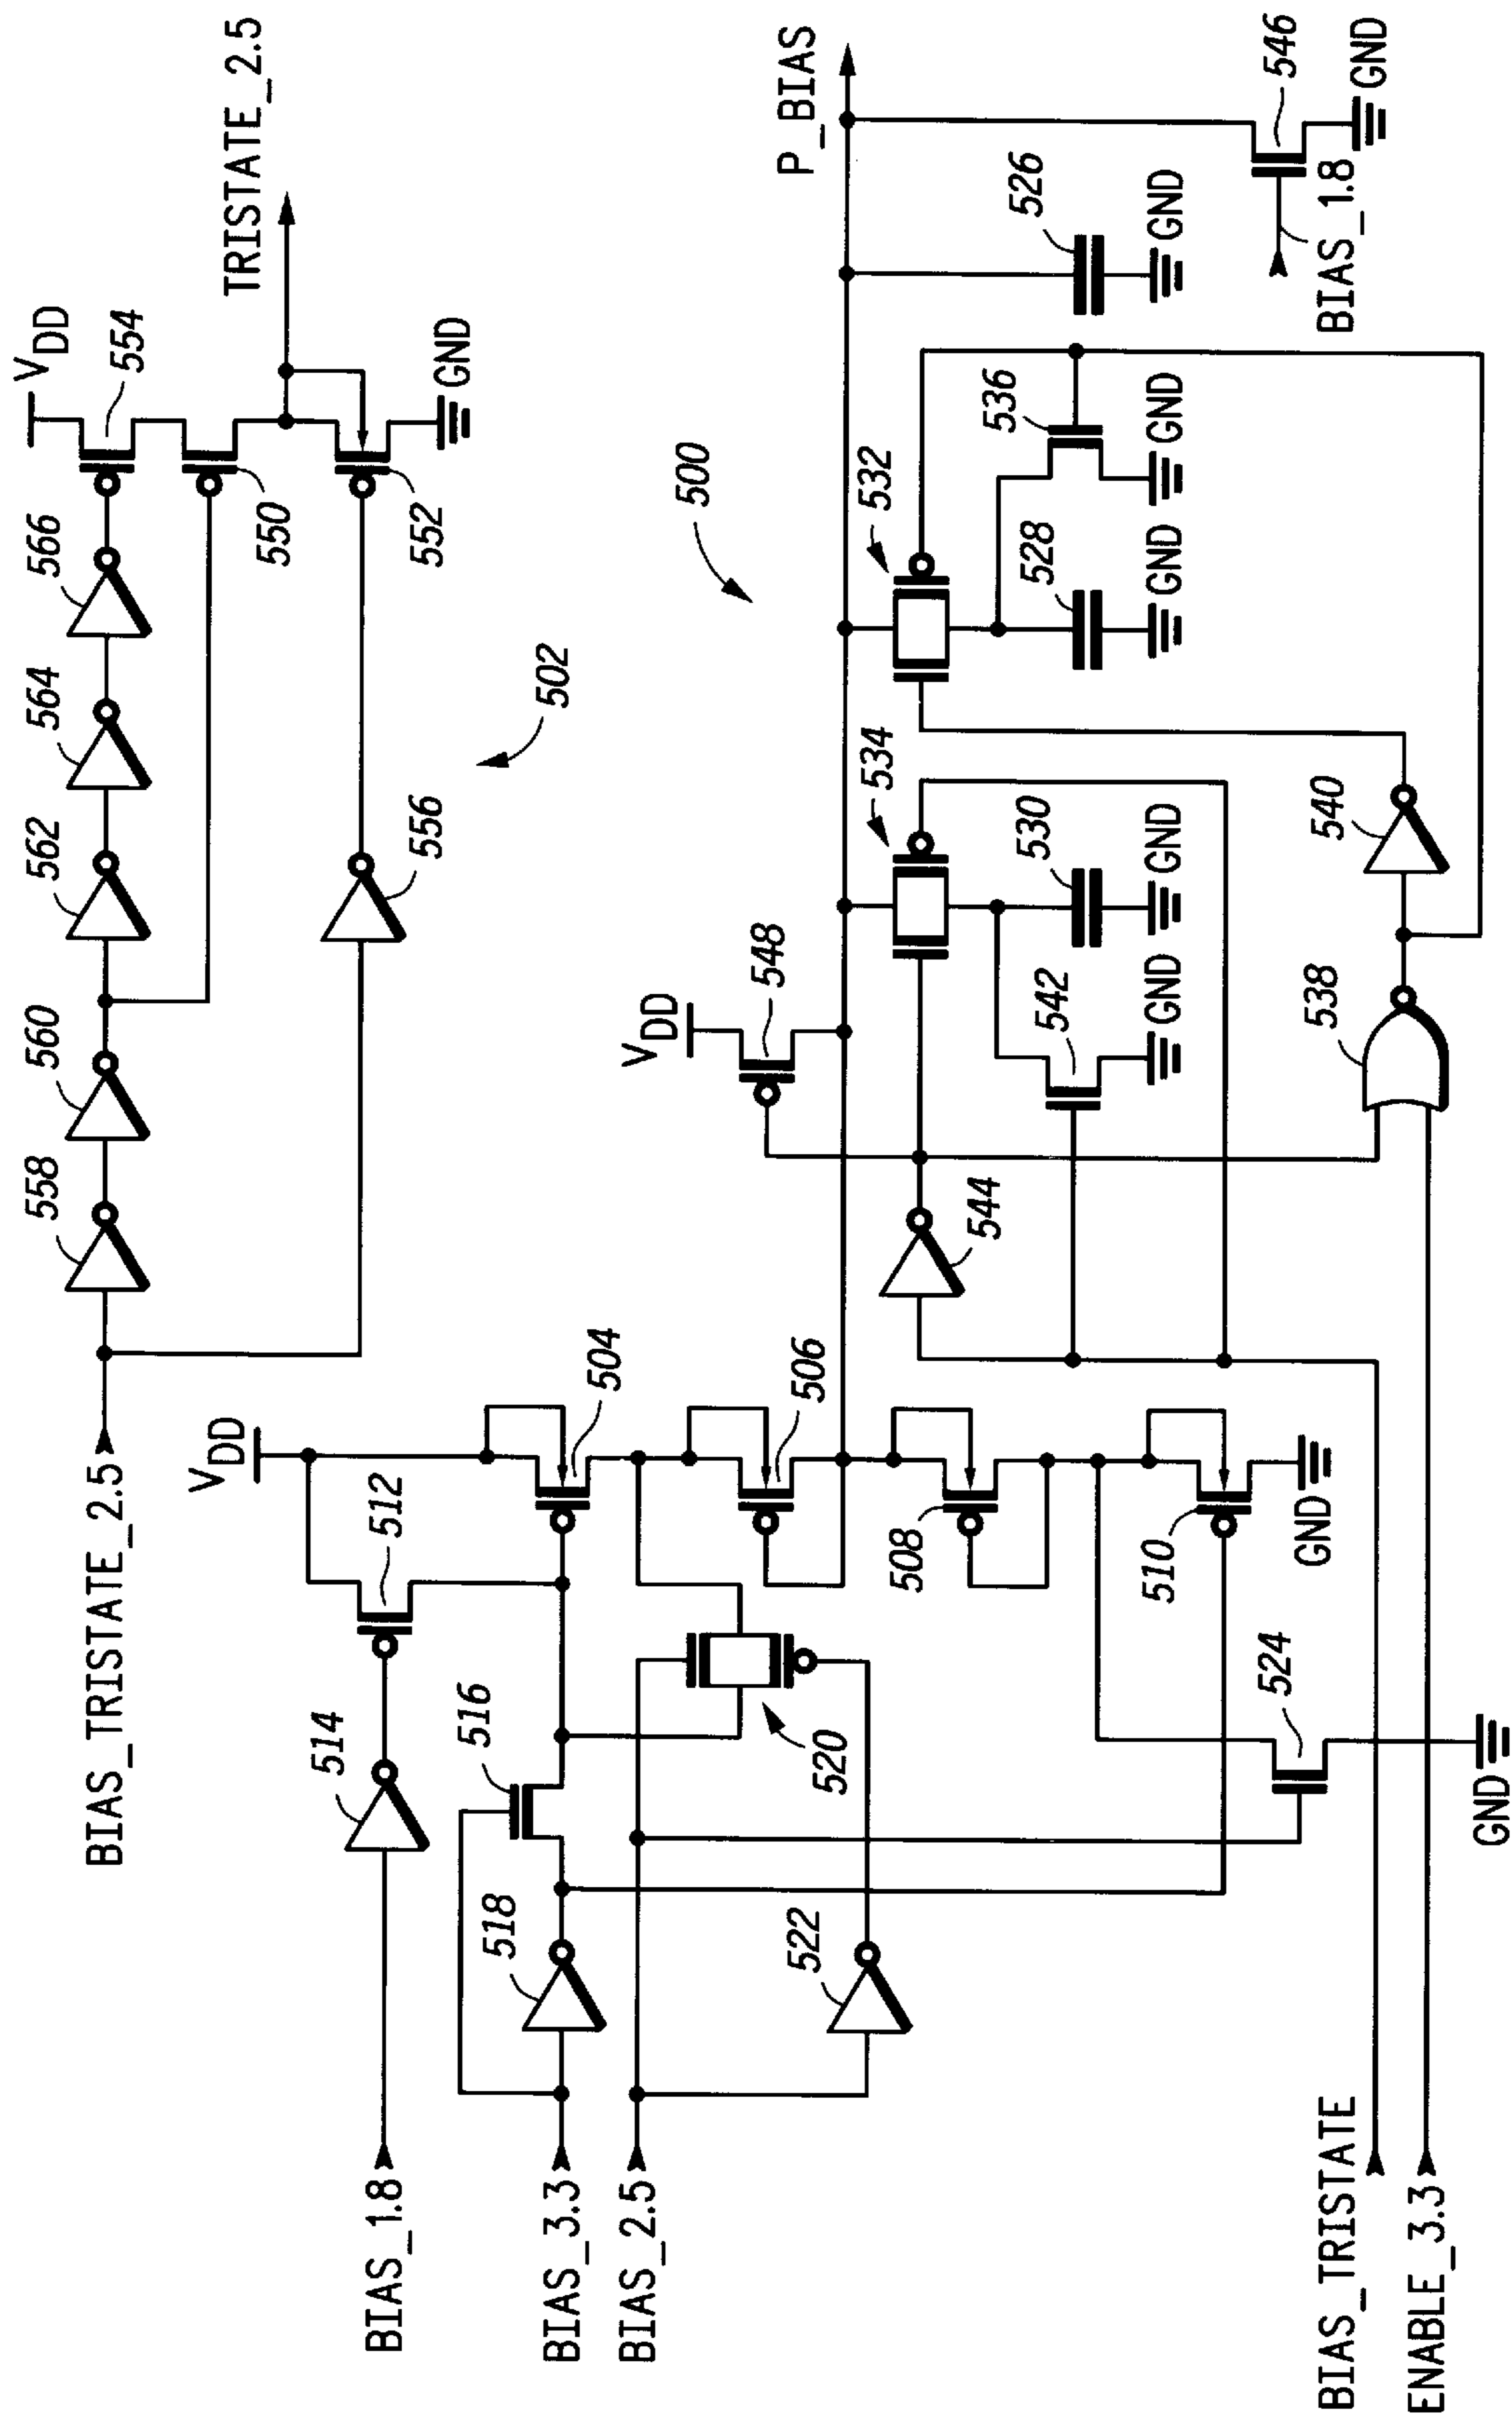 BIAS_TRISTATE_2.5
558
560
562
564
566
V_DD
554
550
TRISTATE_2.5
552
GND
556
502
BIAS_1.8
514
V_DD
512
504
516
BIAS_3.3
518
BIAS_2.5
520
522
506
508
510
GND
524
GND
500
V_DD
548
534
532
P_BIAS
544
542
GND
530
GND
528
GND
536
GND
526
GND
BIAS_1.8
546
GND
538
540
BIAS_TRISTATE
ENABLE_3.3